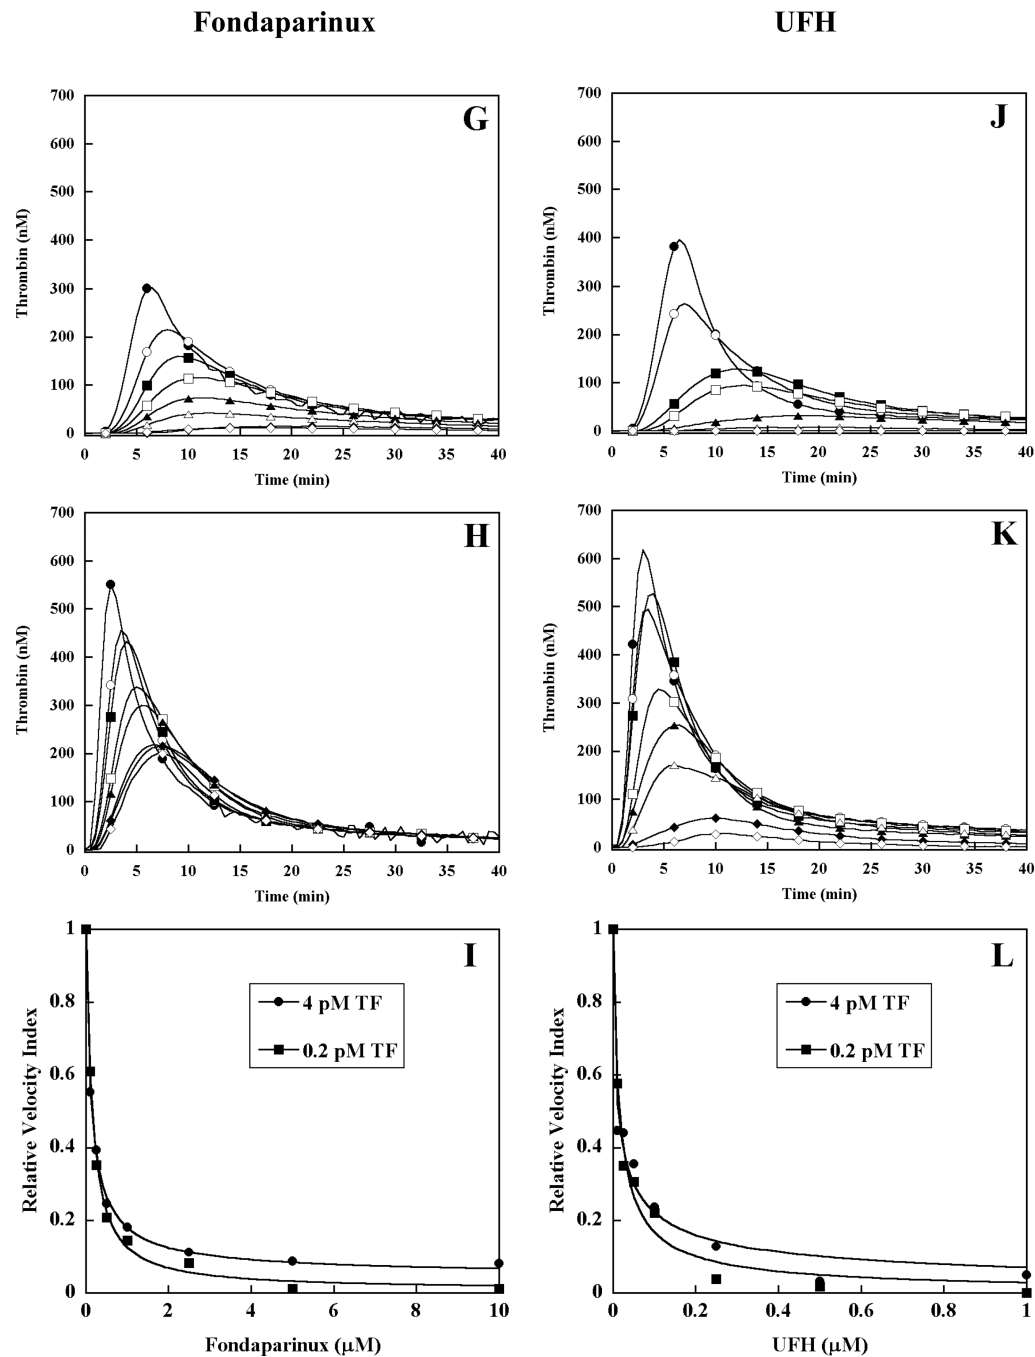 Fondaparinux
UFH
G
700
600
500
400
300
200
100
0
Thrombin (nM)
0 5 10 15 20 25 30 35 40
Time (min)
J
700
600
500
400
300
200
100
0
Thrombin (nM)
0 5 10 15 20 25 30 35 40
Time (min)
H
700
600
500
400
300
200
100
0
Thrombin (nM)
0 5 10 15 20 25 30 35 40
Time (min)
K
700
600
500
400
300
200
100
0
Thrombin (nM)
0 5 10 15 20 25 30 35 40
Time (min)
I
1
0.8
0.6
0.4
0.2
0
Relative Velocity Index
4 pM TF
0.2 pM TF
0 2 4 6 8 10
Fondaparinux (μM)
L
1
0.8
0.6
0.4
0.2
0
Relative Velocity Index
4 pM TF
0.2 pM TF
0 0.2 0.4 0.6 0.8 1
UFH (μM)